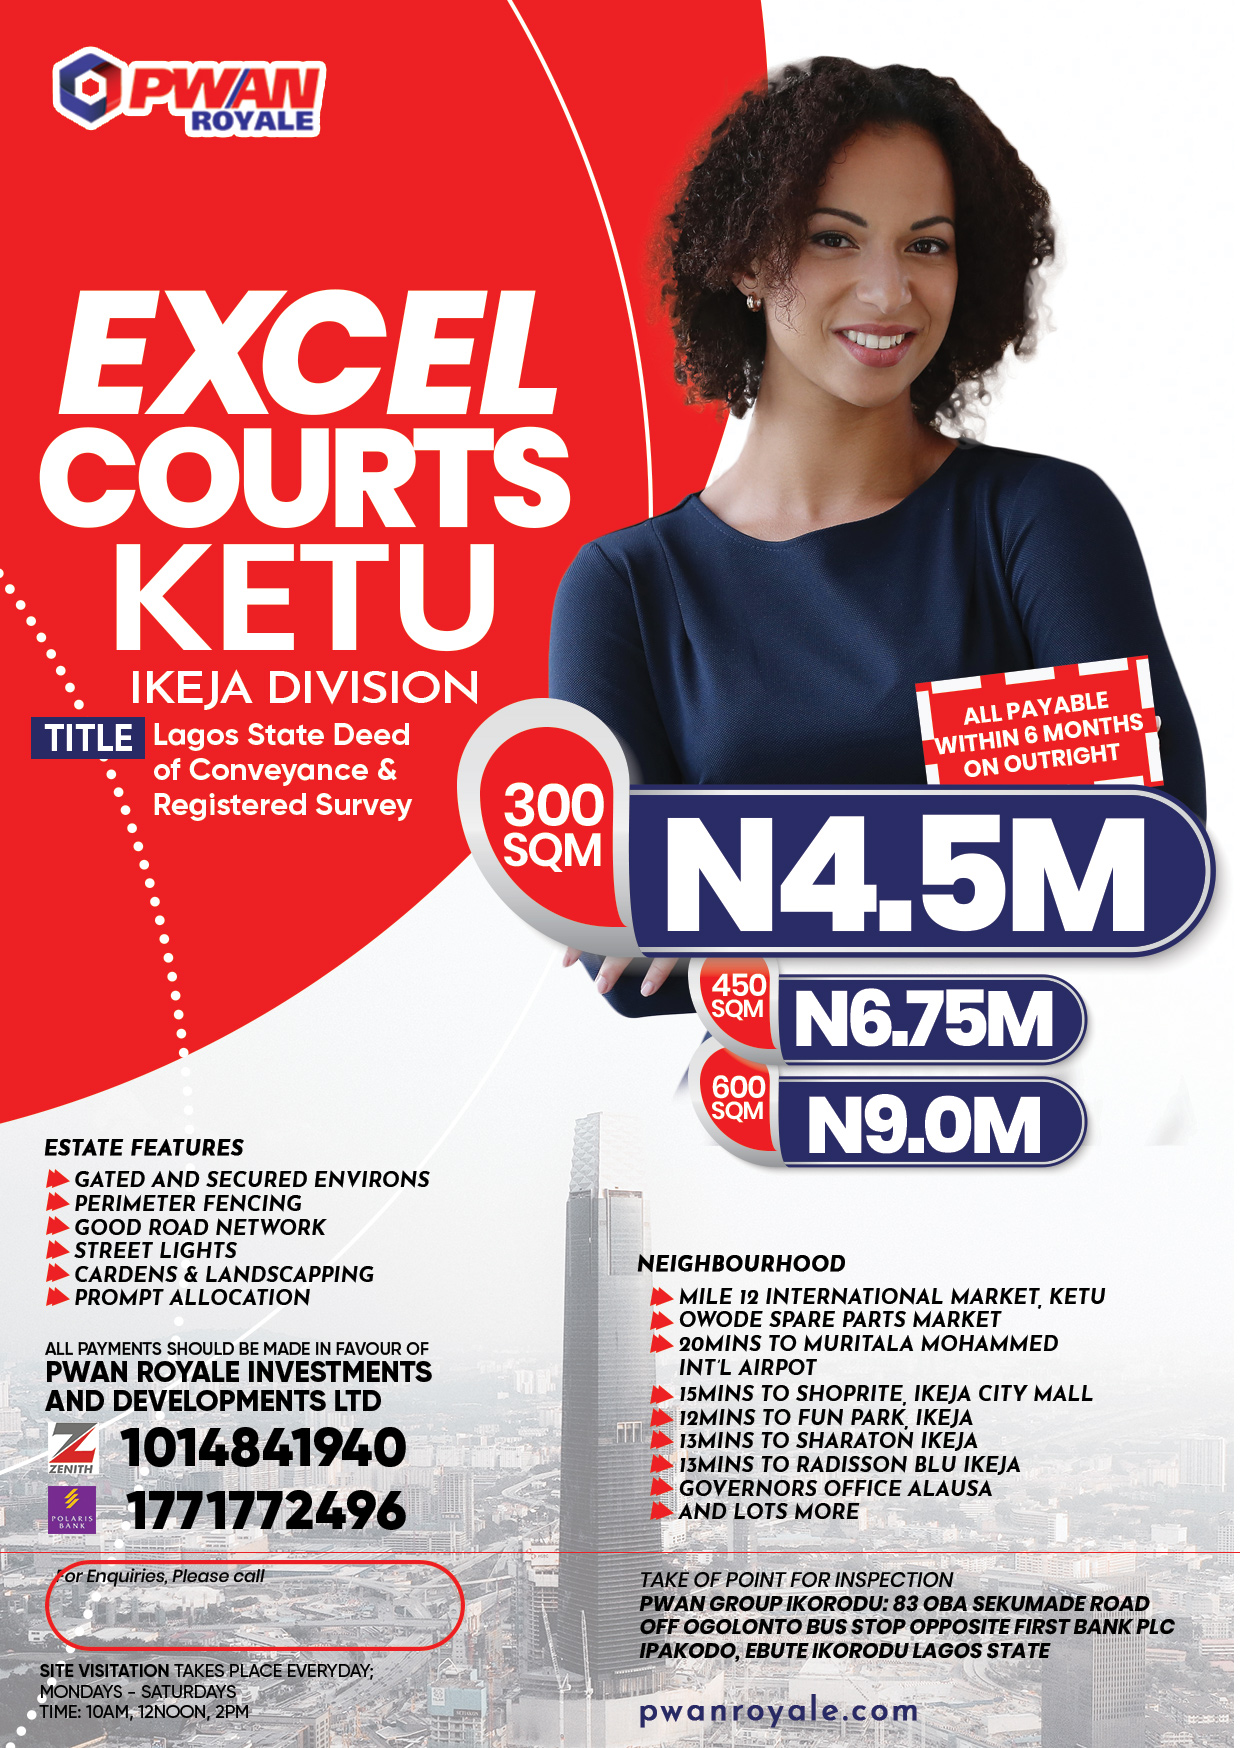 PWAN
ROYALE
EXCEL
COURTS
KETU
IKEJA DIVISION
TITLE
Lagos State Deed
of Conveyance &
Registered Survey
ALL PAYABLE
WITHIN 6 MONTHS
ON OUTRIGHT
300
SQM
N4.5M
450
SQM
N6.75M
600
SQM
N9.0M
ESTATE FEATURES
GATED AND SECURED ENVIRONS
PERIMETER FENCING
GOOD ROAD NETWORK
STREET LIGHTS
CARDENS & LANDSCAPPING
PROMPT ALLOCATION
ALL PAYMENTS SHOULD BE MADE IN FAVOUR OF
PWAN ROYALE INVESTMENTS
AND DEVELOPMENTS LTD
ZENITH
1014841940
POLARIS
BANK
1771772496
NEIGHBOURHOOD
MILE 12 INTERNATIONAL MARKET, KETU
OWODE SPARE PARTS MARKET
20MINS TO MURITALA MOHAMMED
INT'L AIRPOT
15MINS TO SHOPRITE, IKEJA CITY MALL
12MINS TO FUN PARK, IKEJA
13MINS TO SHARATON IKEJA
13MINS TO RADISSON BLU IKEJA
GOVERNORS OFFICE ALAUSA
AND LOTS MORE
For Enquiries, Please call
SITE VISITATION TAKES PLACE EVERYDAY;
MONDAYS - SATURDAYS
TIME: 10AM, 12NOON, 2PM
TAKE OF POINT FOR INSPECTION
PWAN GROUP IKORODU: 83 OBA SEKUMADE ROAD
OFF OGOLONTO BUS STOP OPPOSITE FIRST BANK PLC
IPAKODO, EBUTE IKORODU LAGOS STATE
pwanroyale.com